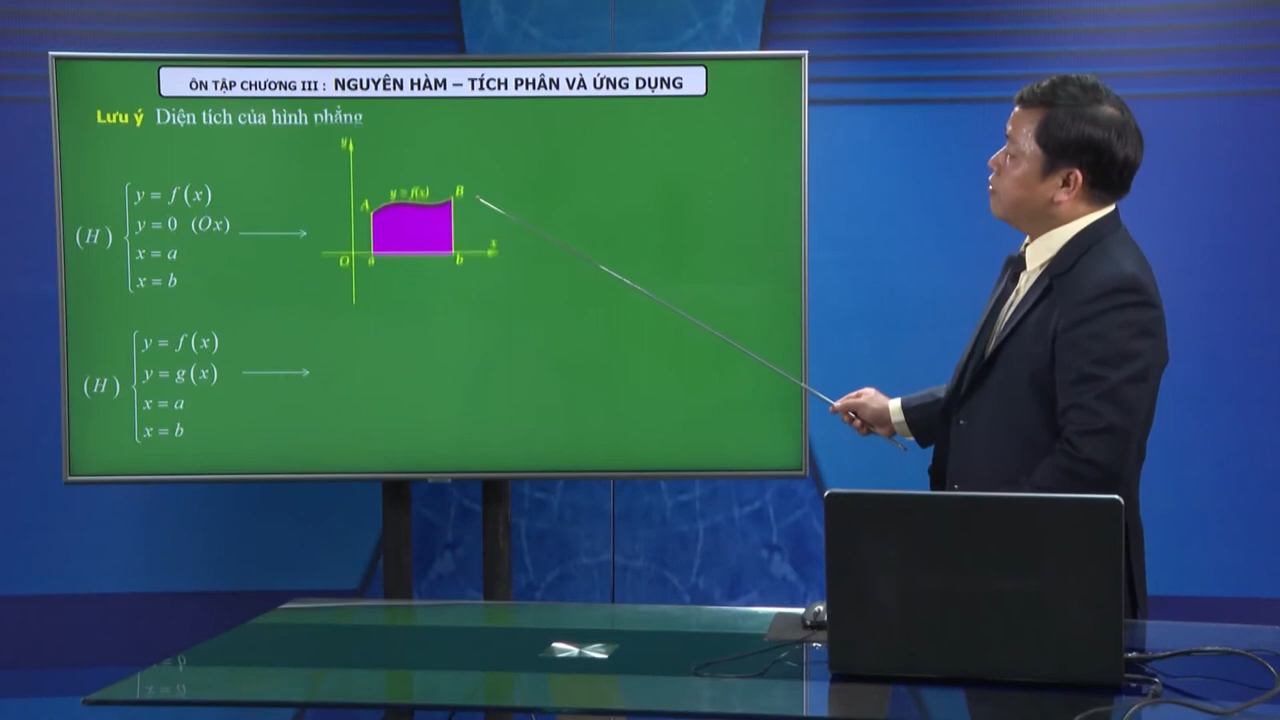 ÔN TẬP CHƯƠNG III : NGUYÊN HÀM – TÍCH PHÂN VÀ ỨNG DỤNG
Lưu ý Diện tích của hình phẳng
y
y = f(x)
A B
O a b x
(H) { y = f(x)
y = 0 (Ox)
x = a
x = b
(H) { y = f(x)
y = g(x)
x = a
x = b